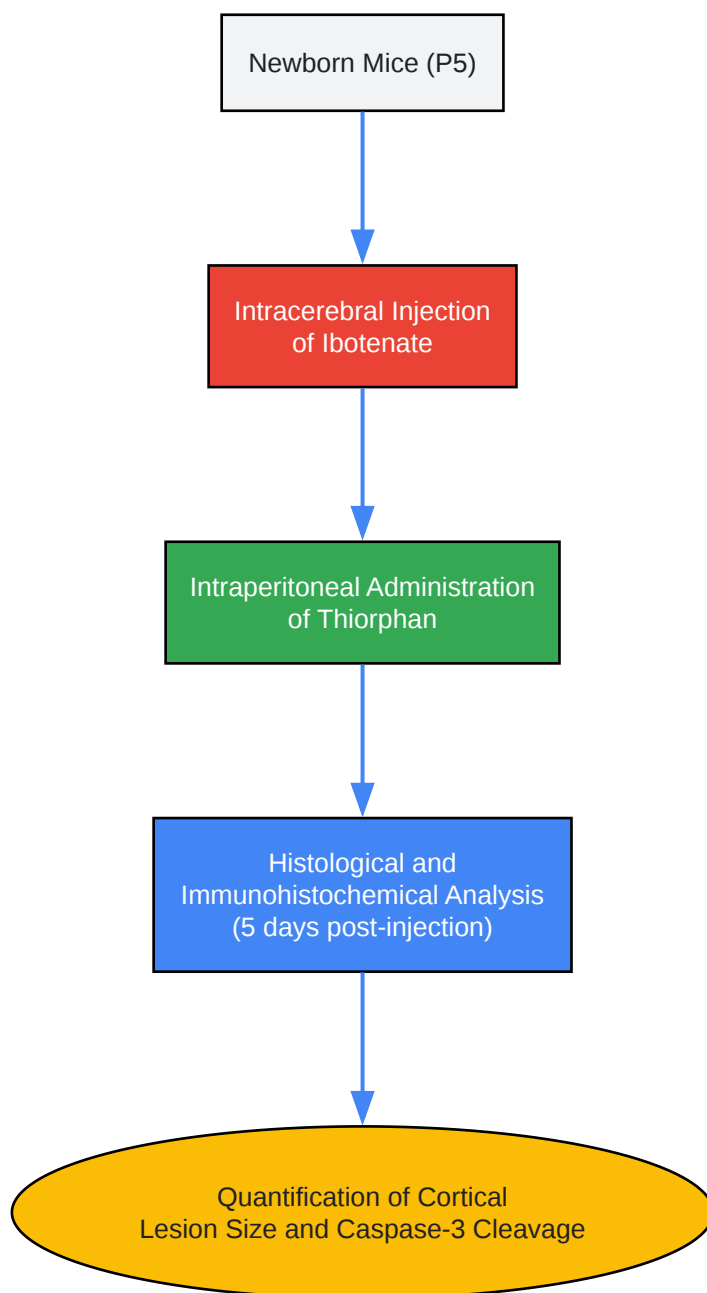 Newborn Mice (P5)
Intracerebral Injection
of Ibotenate
Intraperitoneal Administration
of Thiorphan
Histological and
Immunohistochemical Analysis
(5 days post-injection)
Quantification of Cortical
Lesion Size and Caspase-3 Cleavage